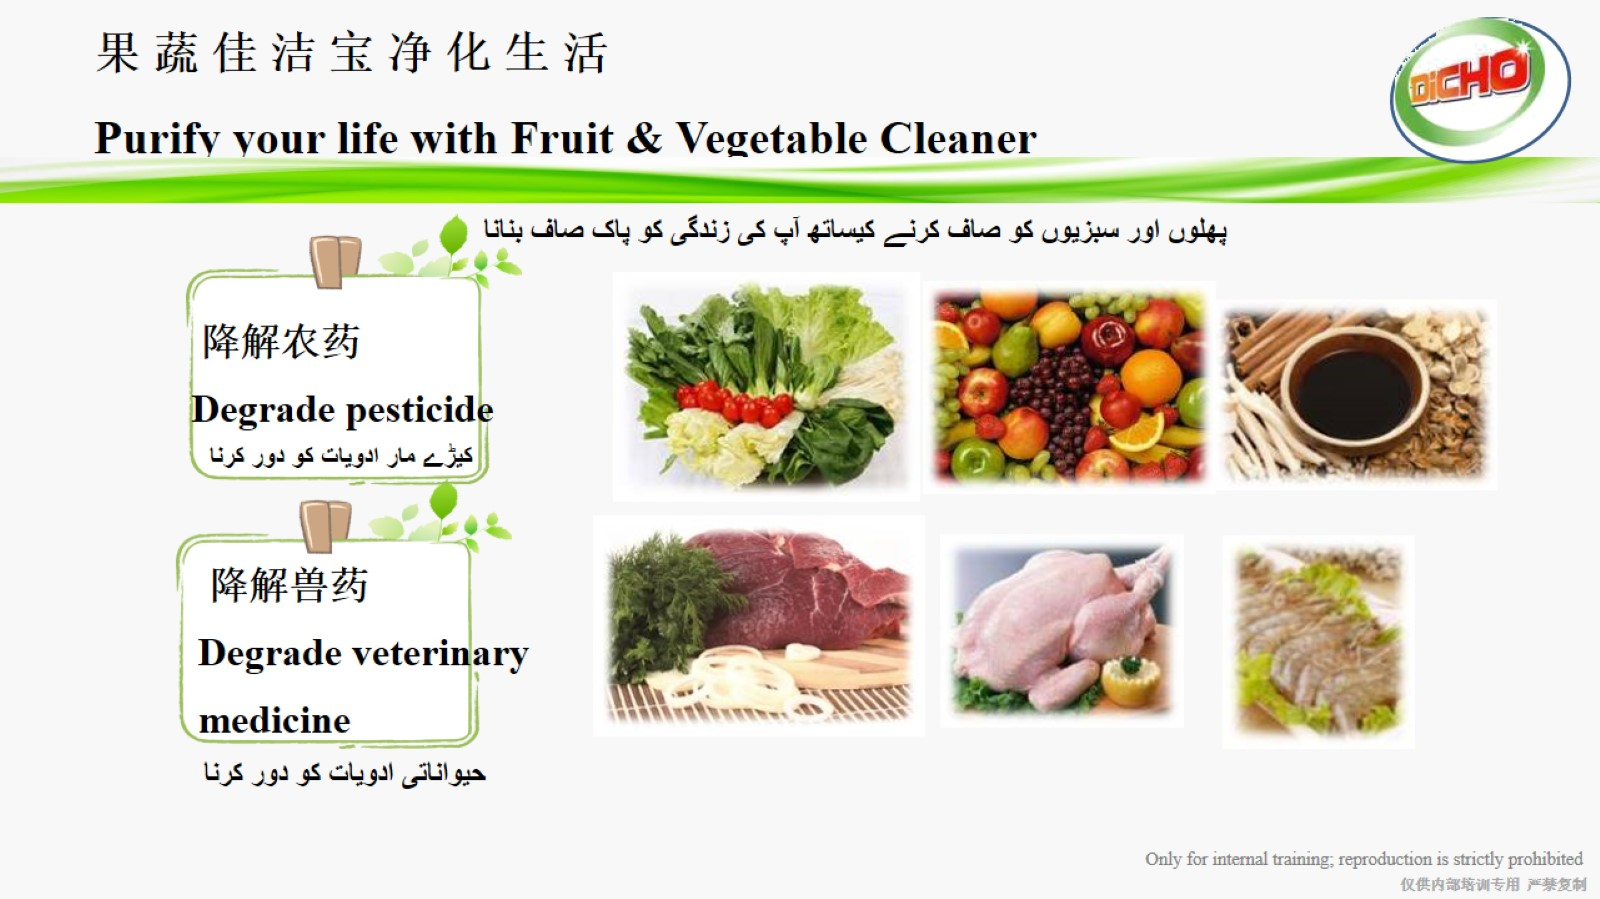 果蔬佳洁宝净化生活
Purify your life with Fruit & Vegetable Cleaner
DiCHO
پھلوں اور سبزیوں کو صاف کرنے کیساتھ آپ کی زندگی کو پاک صاف بنانا
降解农药
Degrade pesticide
کیڑے مار ادویات کو دور کرنا
降解兽药
Degrade veterinary
medicine
حیواناتی ادویات کو دور کرنا
Only for internal training; reproduction is strictly prohibited
仅供内部培训专用 严禁复制